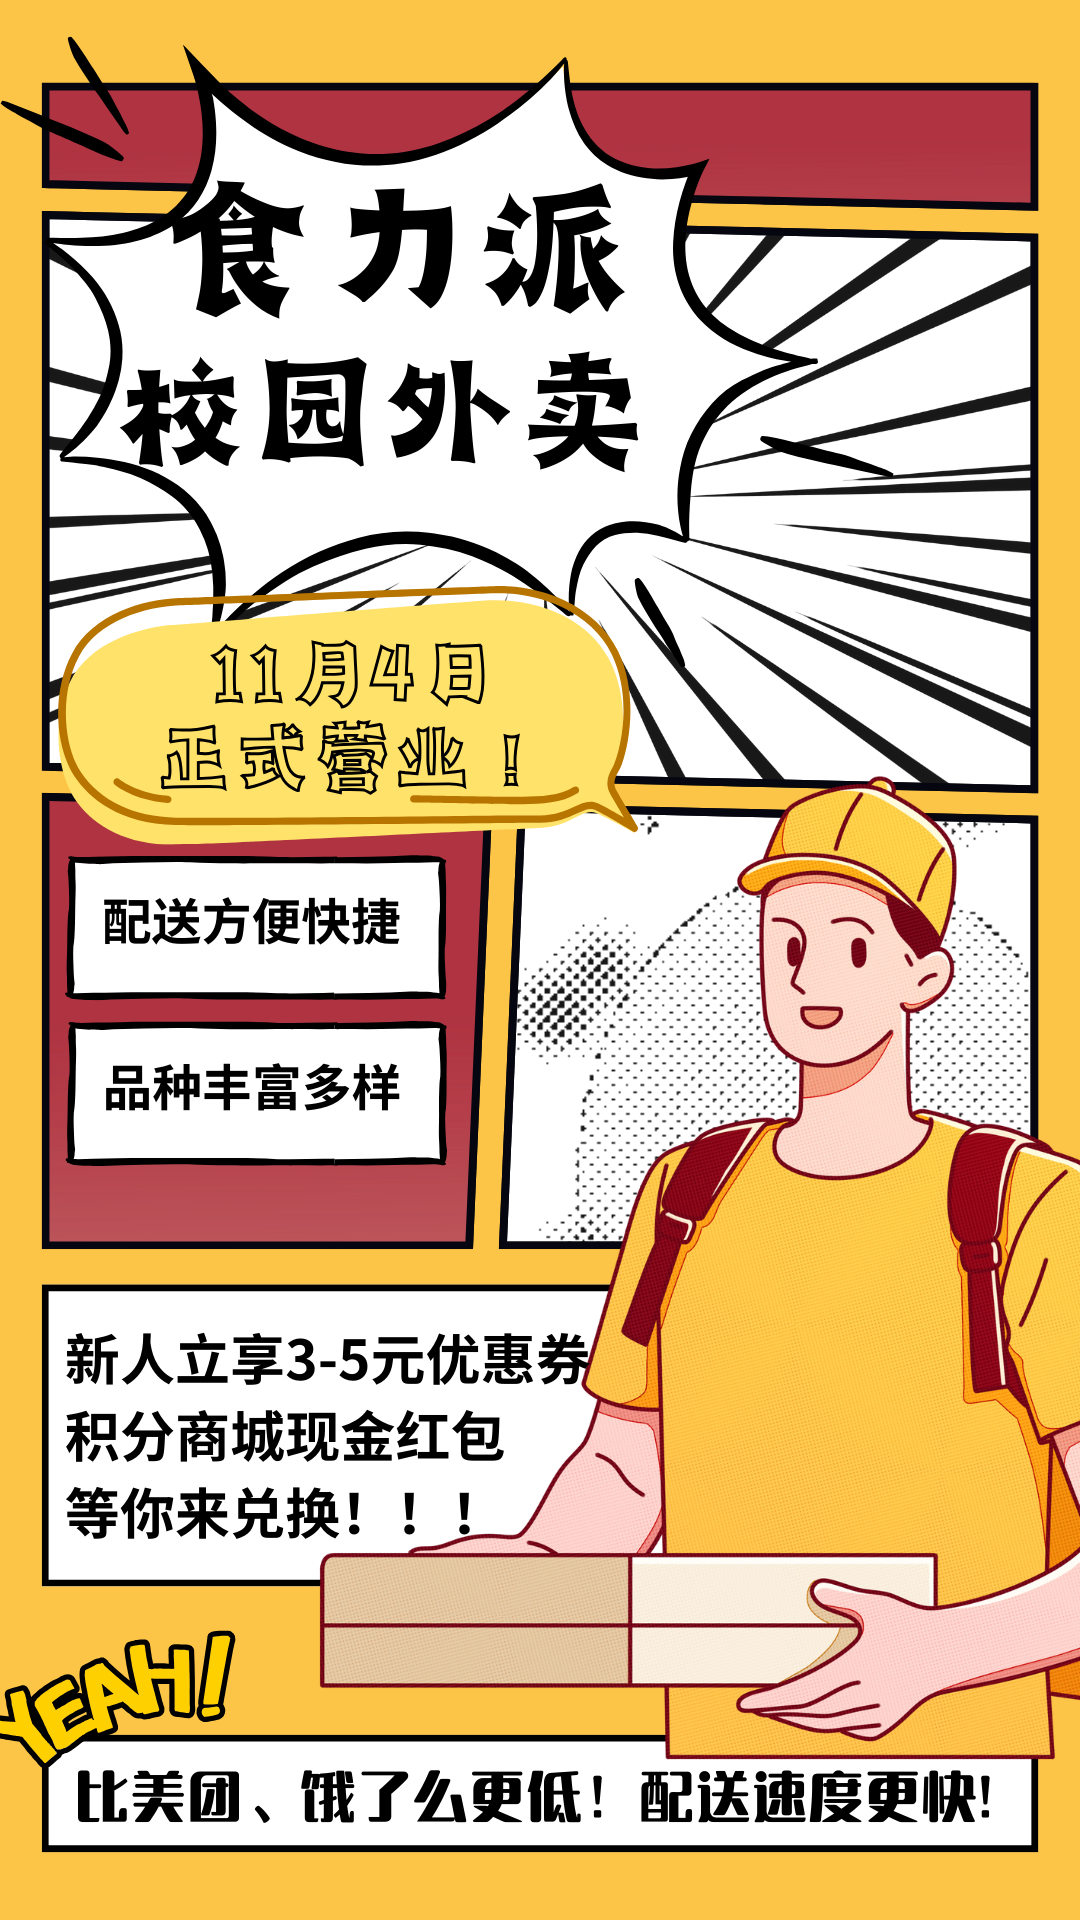 食力派
校园外卖
11月4日
正式营业！
配送方便快捷
品种丰富多样
新人立享3-5元优惠券
积分商城现金红包
等你来兑换！！！
YEAH!
比美团、饿了么更低！配送速度更快！